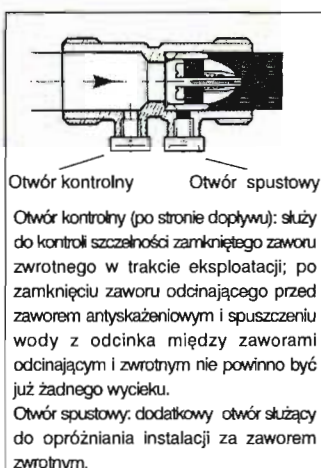 Otwór kontrolny Otwór spustowy
Otwór kontrolny (po stronie dopływu): służy
do kontroli szczelności zamkniętego zaworu
zwrotnego w trakcie eksploatacji; po
zamknięciu zaworu odcinającego przed
zaworem antyskażeniowym i spuszczeniu
wody z odcinka między zaworami
odcinającym i zwrotnym nie powinno być
już żadnego wycieku.
Otwór spustowy: dodatkowy otwór służący
do opróżniania instalacji za zaworem
zwrotnym.